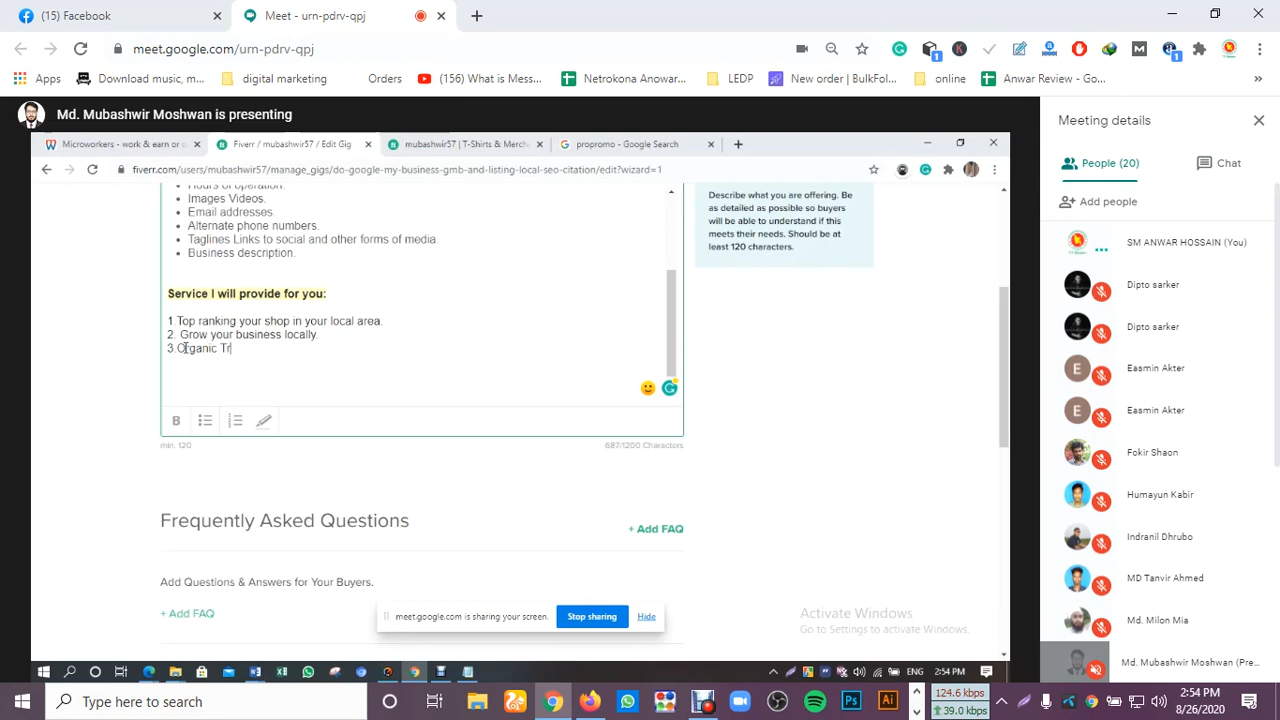 (15) Facebook
Meet - urn-pdrv-qpj
meet.google.com/urn-pdrv-qpj
Apps
Download music, m...
digital marketing
Orders
(156) What is Mess...
Netrokona Anowar...
LEDP
New order | BulkFol...
online
Anwar Review - Go...
»
Md. Mubashwir Moshwan is presenting
Microworkers - work & earn or o
Fiverr / mubashwir57 / Edit Gig
mubashwir57 | T-Shirts & Merch
propromo - Google Search
fiverr.com/users/mubashwir57/manage_gigs/do-google-my-business-gmb-and-listing-local-seo-citation/edit?wizard=1
Hours of operation.
Images Videos.
Email addresses.
Alternate phone numbers.
Taglines Links to social and other forms of media
Business description.
Service I will provide for you:
1.Top ranking your shop in your local area.
2. Grow your business locally.
3.Organic Tr
B
min. 120
687/1200 Characters
Describe what you are offering. Be
as detailed as possible so buyers
will be able to understand if this
meets their needs. Should be at
least 120 characters.
Frequently Asked Questions
+ Add FAQ
Add Questions & Answers for Your Buyers.
+ Add FAQ
meet.google.com is sharing your screen.
Stop sharing
Hide
Activate Windows
Go to Settings to activate Windows.
ENG
2:54 PM
Meeting details
People (20)
Chat
Add people
SM ANWAR HOSSAIN (You)
Dipto sarker
Dipto sarker
E
Easmin Akter
E
Easmin Akter
Fokir Shaon
Humayun Kabir
Indranil Dhrubo
MD Tanvir Ahmed
Md. Milon Mia
Md. Mubashwir Moshwan (Pre...
Type here to search
Ps
Ai
124.6 kbps
39.0 kbps
2:54 PM
8/26/2020